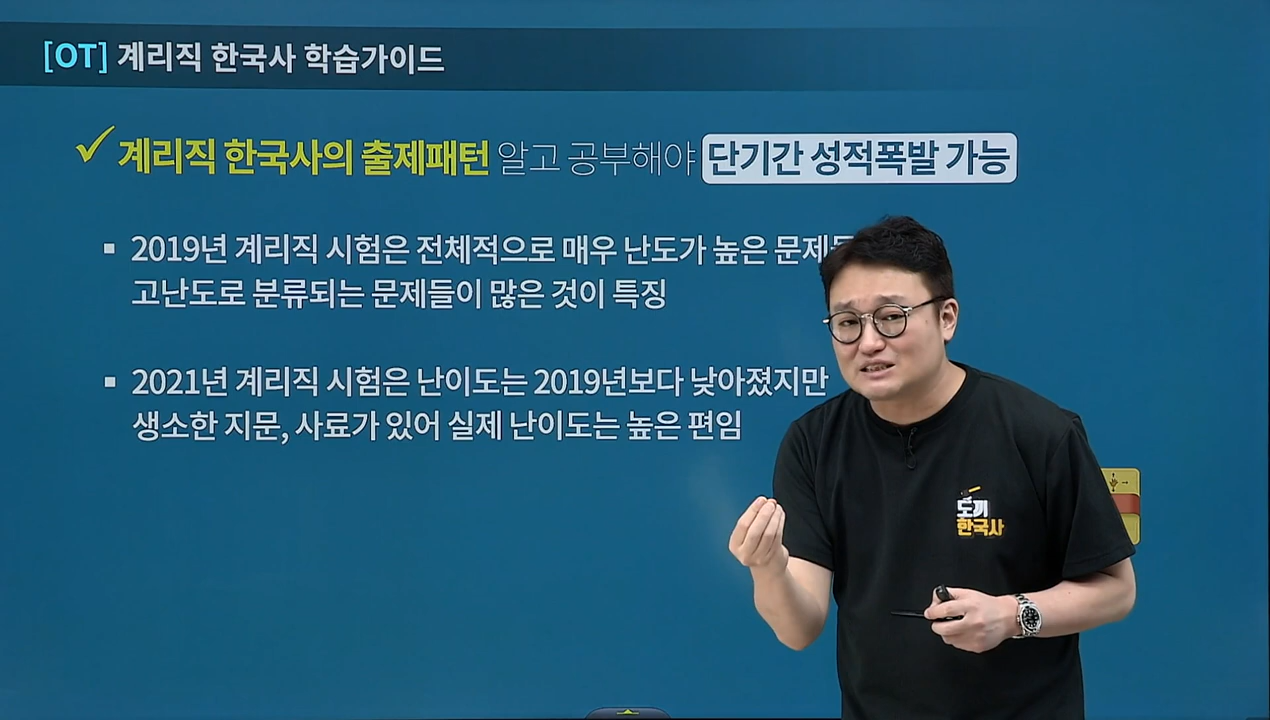 [OT] 계리직 한국사 학습가이드
✓ 계리직 한국사의 출제패턴 알고 공부해야 단기간 성적폭발 가능
▪ 2019년 계리직 시험은 전체적으로 매우 난도가 높은
고난도로 분류되는 문제들이 많은 것이 특징
▪ 2021년 계리직 시험은 난이도는 2019년보다 낮아졌지만
생소한 지문, 사료가 있어 실제 난이도는 높은 편임
도끼
한국사